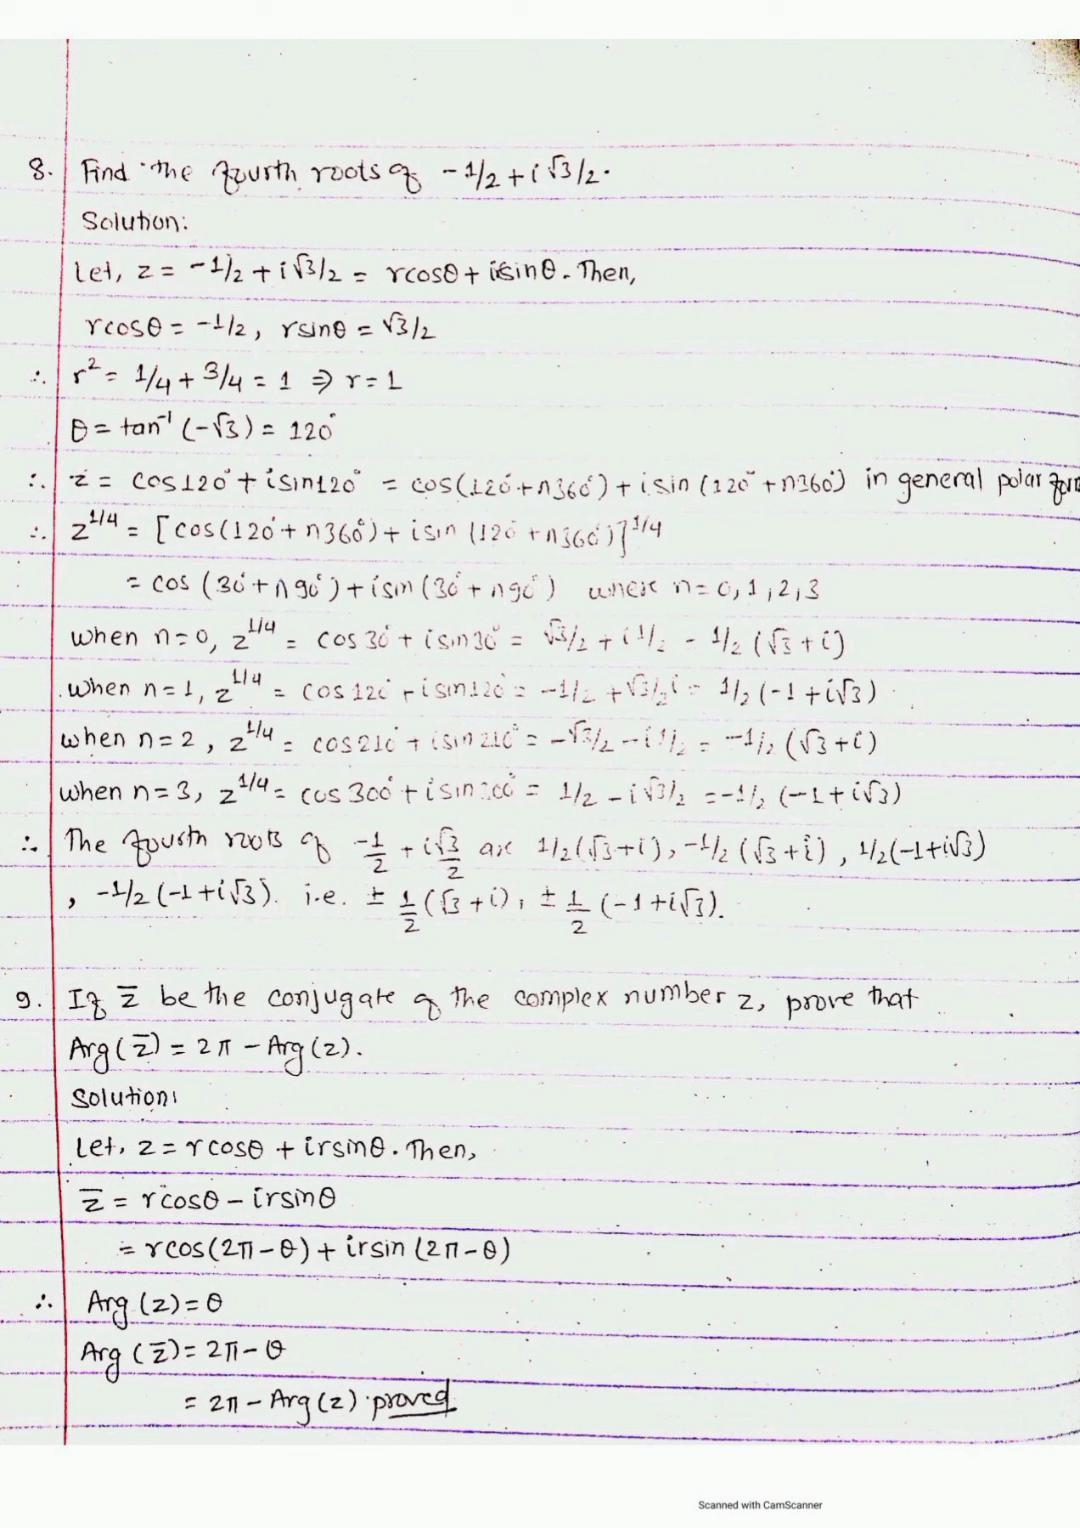 8. Find the fourth roots of -1/2 + i√3/2.
Solution:
Let, z = -1/2 + i√3/2 = rcosθ + irsinθ. Then,
rcosθ = -1/2, rsinθ = √3/2
∴ r² = 1/4 + 3/4 = 1 ⇒ r = 1
θ = tan⁻¹ (-√3) = 120°
∴ z = cos120° + isin120° = cos(120°+n360°) + isin (120° + n360°) in general polar form
∴ z^1/4 = [cos(120°+n360°) + isin (120° + n360°)]^1/4
= cos (30° + n90°) + isin (30° + n90°) where n = 0, 1, 2, 3
when n=0, z^1/4 = cos 30° + isin30° = √3/2 + i 1/2 = 1/2 (√3 + i)
when n=1, z^1/4 = cos 120° + isin120° = -1/2 + √3/2 i = 1/2 (-1 + i√3)
when n=2, z^1/4 = cos210° + isin210° = -√3/2 - i 1/2 = -1/2 (√3 + i)
when n=3, z^1/4 = cos 300° + isin300° = 1/2 - i√3/2 = -1/2 (-1 + i√3)
∴ The fourth roots of -1/2 + i√3/2 are 1/2 (√3+i), -1/2 (√3+i), 1/2 (-1+i√3)
, -1/2 (-1+i√3). i.e. ± 1/2 (√3+i), ± 1/2 (-1+i√3).
9. If z̅ be the conjugate of the complex number z, prove that
Arg(z̅) = 2π - Arg(z).
Solution:
Let, z = rcosθ + irsinθ. Then,
z̅ = rcosθ - irsinθ
= rcos(2π-θ) + irsin (2π-θ)
∴ Arg (z) = θ
Arg (z̅) = 2π - θ
= 2π - Arg (z). proved
Scanned with CamScanner